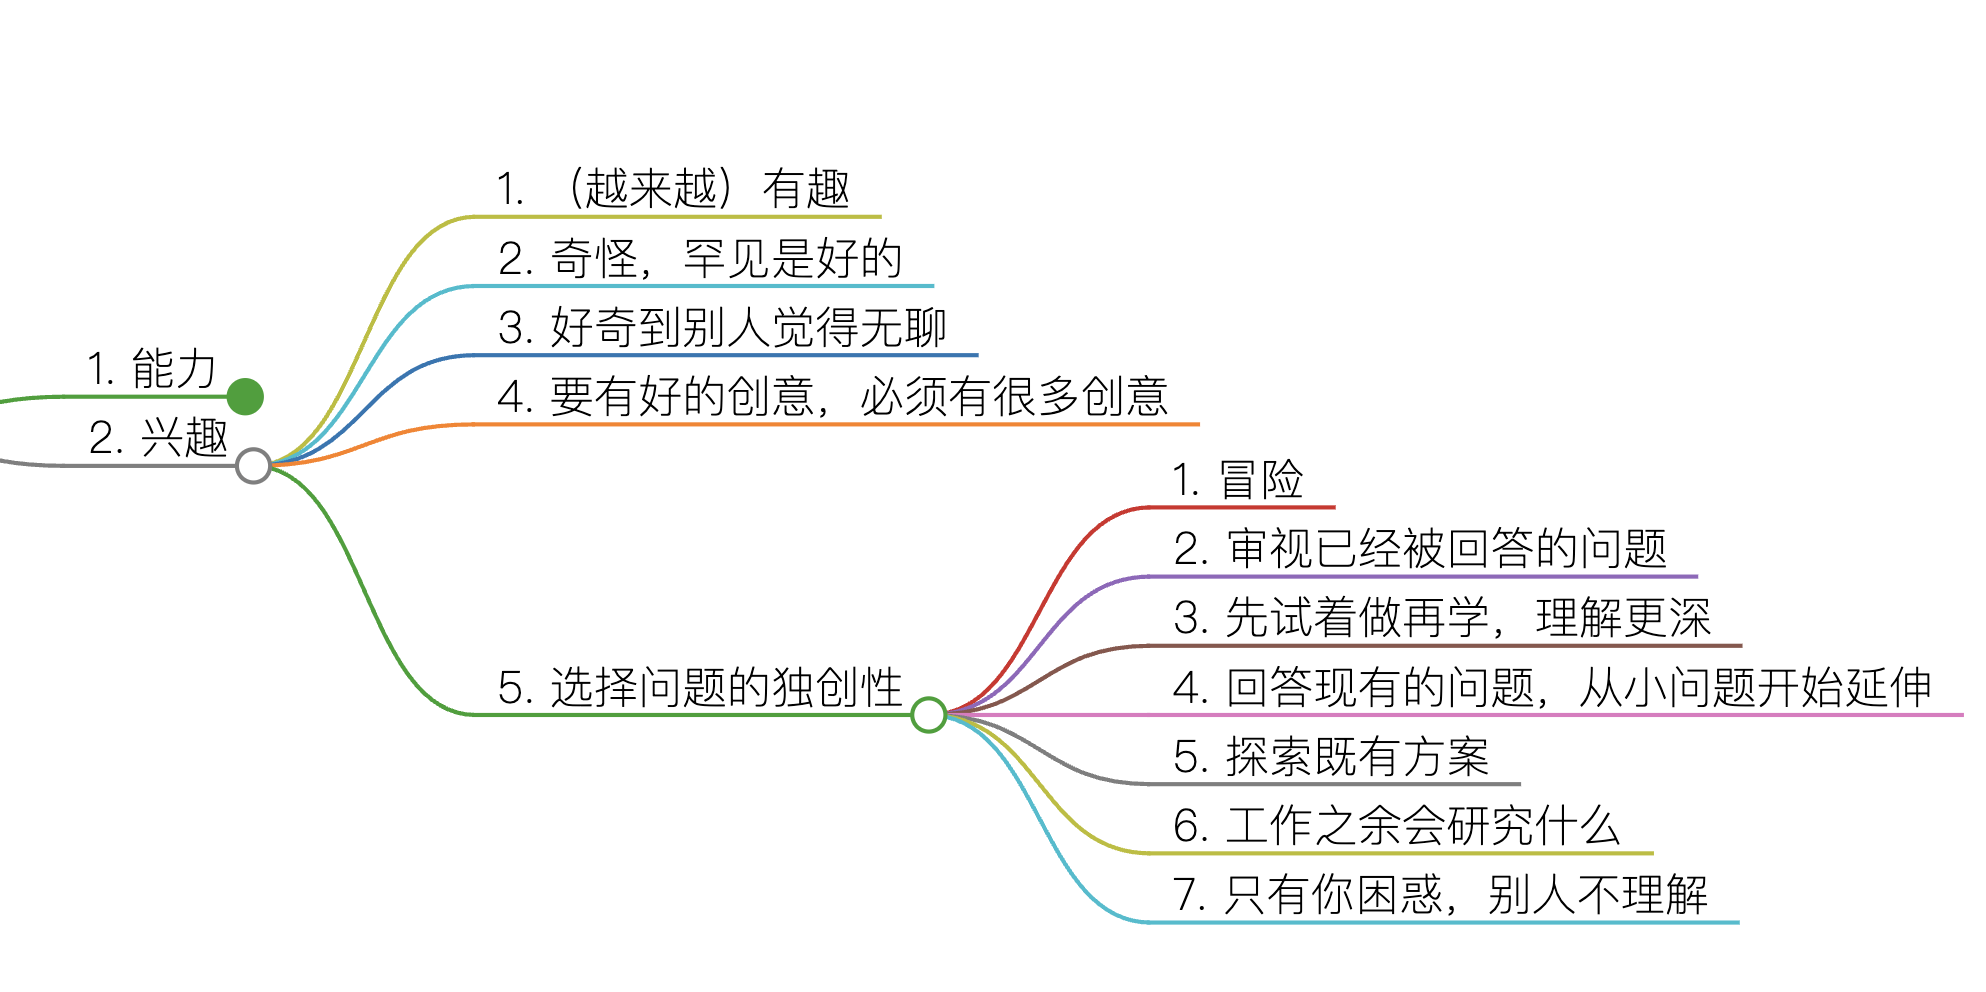 1. 能力
2. 兴趣
1. （越来越）有趣
2. 奇怪，罕见是好的
3. 好奇到别人觉得无聊
4. 要有好的创意，必须有很多创意
5. 选择问题的独创性
1. 冒险
2. 审视已经被回答的问题
3. 先试着做再学，理解更深
4. 回答现有的问题，从小问题开始延伸
5. 探索既有方案
6. 工作之余会研究什么
7. 只有你困惑，别人不理解